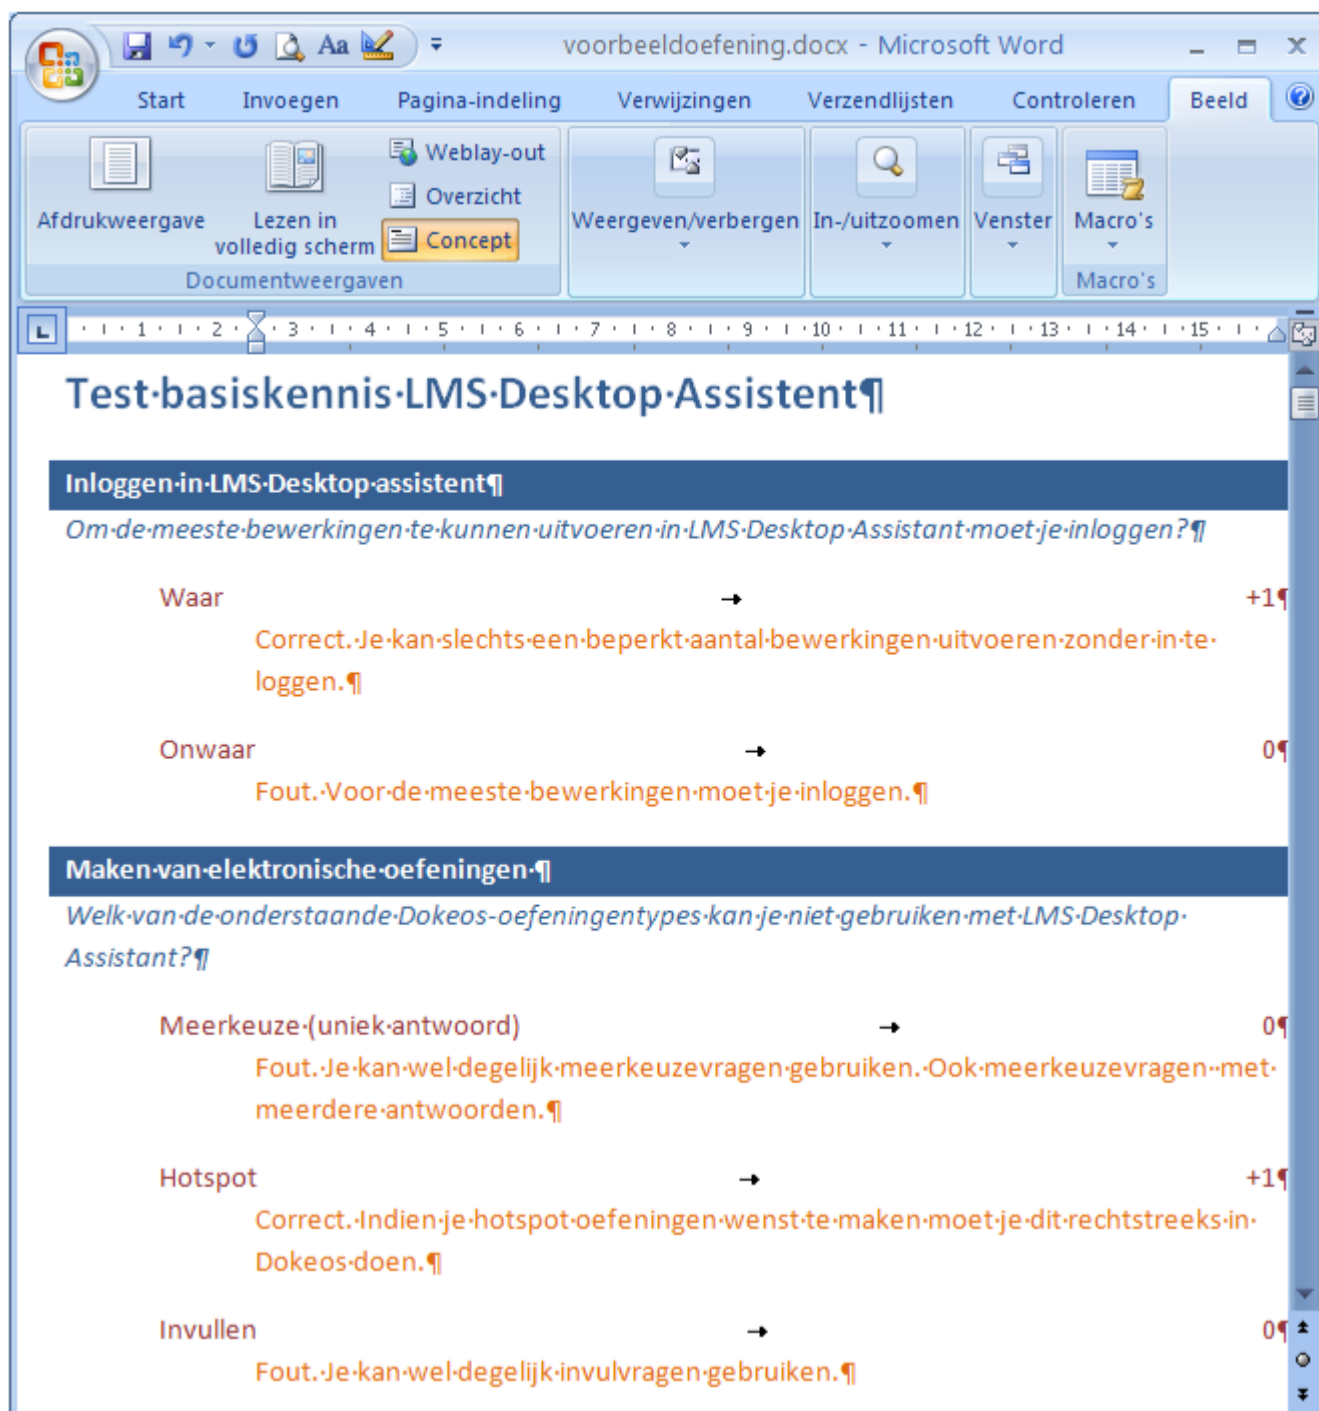 voorbeeldoefening.docx - Microsoft Word
Start Invoegen Pagina-indeling Verwijzingen Verzendlijsten Controleren Beeld
Afdrukweergave
Lezen in
volledig scherm
Weblay-out
Overzicht
Concept
Weergeven/verbergen
In-/uitzoomen
Venster
Macro's
Documentweergaven
Macro's
1 2 3 4 5 6 7 8 9 10 11 12 13 14 15
Test·basiskennis·LMS·Desktop·Assistent¶
Inloggen·in·LMS·Desktop·assistent¶
Om·de·meeste·bewerkingen·te·kunnen·uitvoeren·in·LMS·Desktop·Assistant·moet·je·inloggen?¶
Waar → +1¶
Correct.·Je·kan·slechts·een·beperkt·aantal·bewerkingen·uitvoeren·zonder·in·te·
loggen.¶
Onwaar → 0¶
Fout.·Voor·de·meeste·bewerkingen·moet·je·inloggen.¶
Maken·van·elektronische·oefeningen·¶
Welk·van·de·onderstaande·Dokeos-oefeningentypes·kan·je·niet·gebruiken·met·LMS·Desktop·
Assistant?¶
Meerkeuze·(uniek·antwoord) → 0¶
Fout.·Je·kan·wel·degelijk·meerkeuzevragen·gebruiken.·Ook·meerkeuzevragen··met·
meerdere·antwoorden.¶
Hotspot → +1¶
Correct.·Indien·je·hotspot·oefeningen·wenst·te·maken·moet·je·dit·rechtstreeks·in·
Dokeos·doen.¶
Invullen → 0¶
Fout.·Je·kan·wel·degelijk·invulvragen·gebruiken.¶